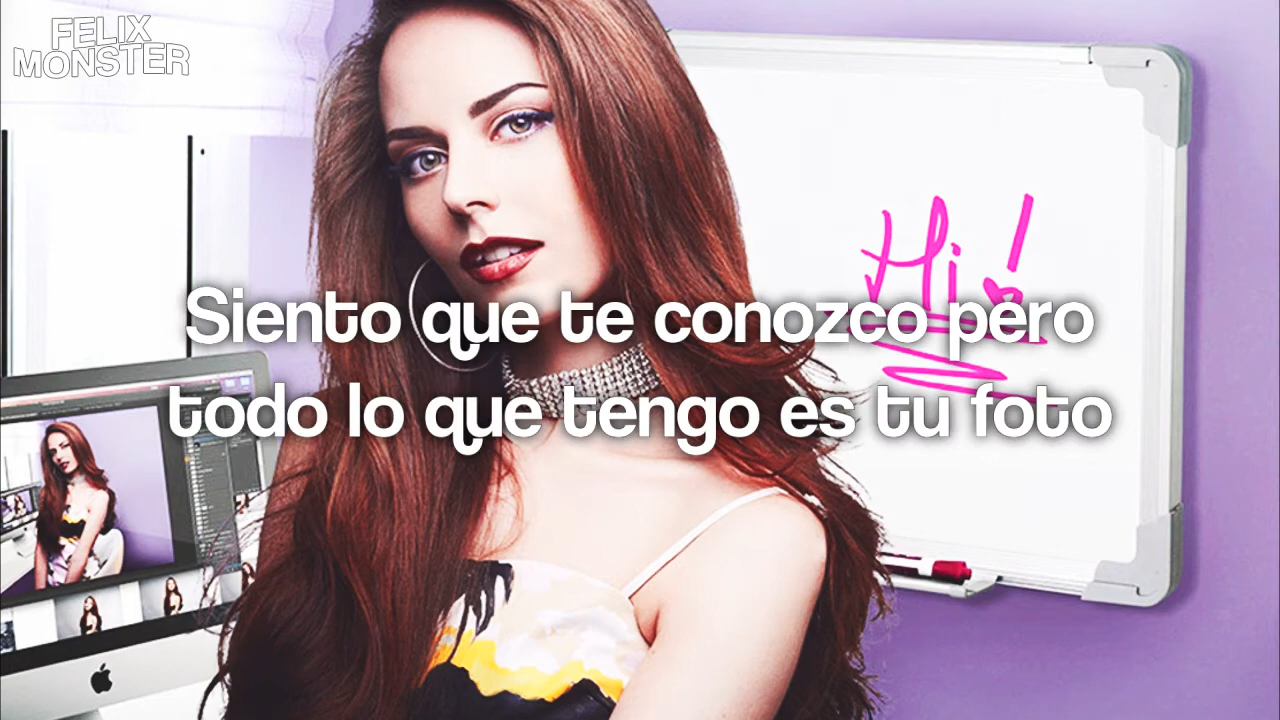 FELIX
MONSTER
Hi!
Siento que te conozco pero
todo lo que tengo es tu foto